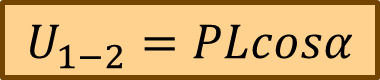 U₁₋₂ = PLcosα